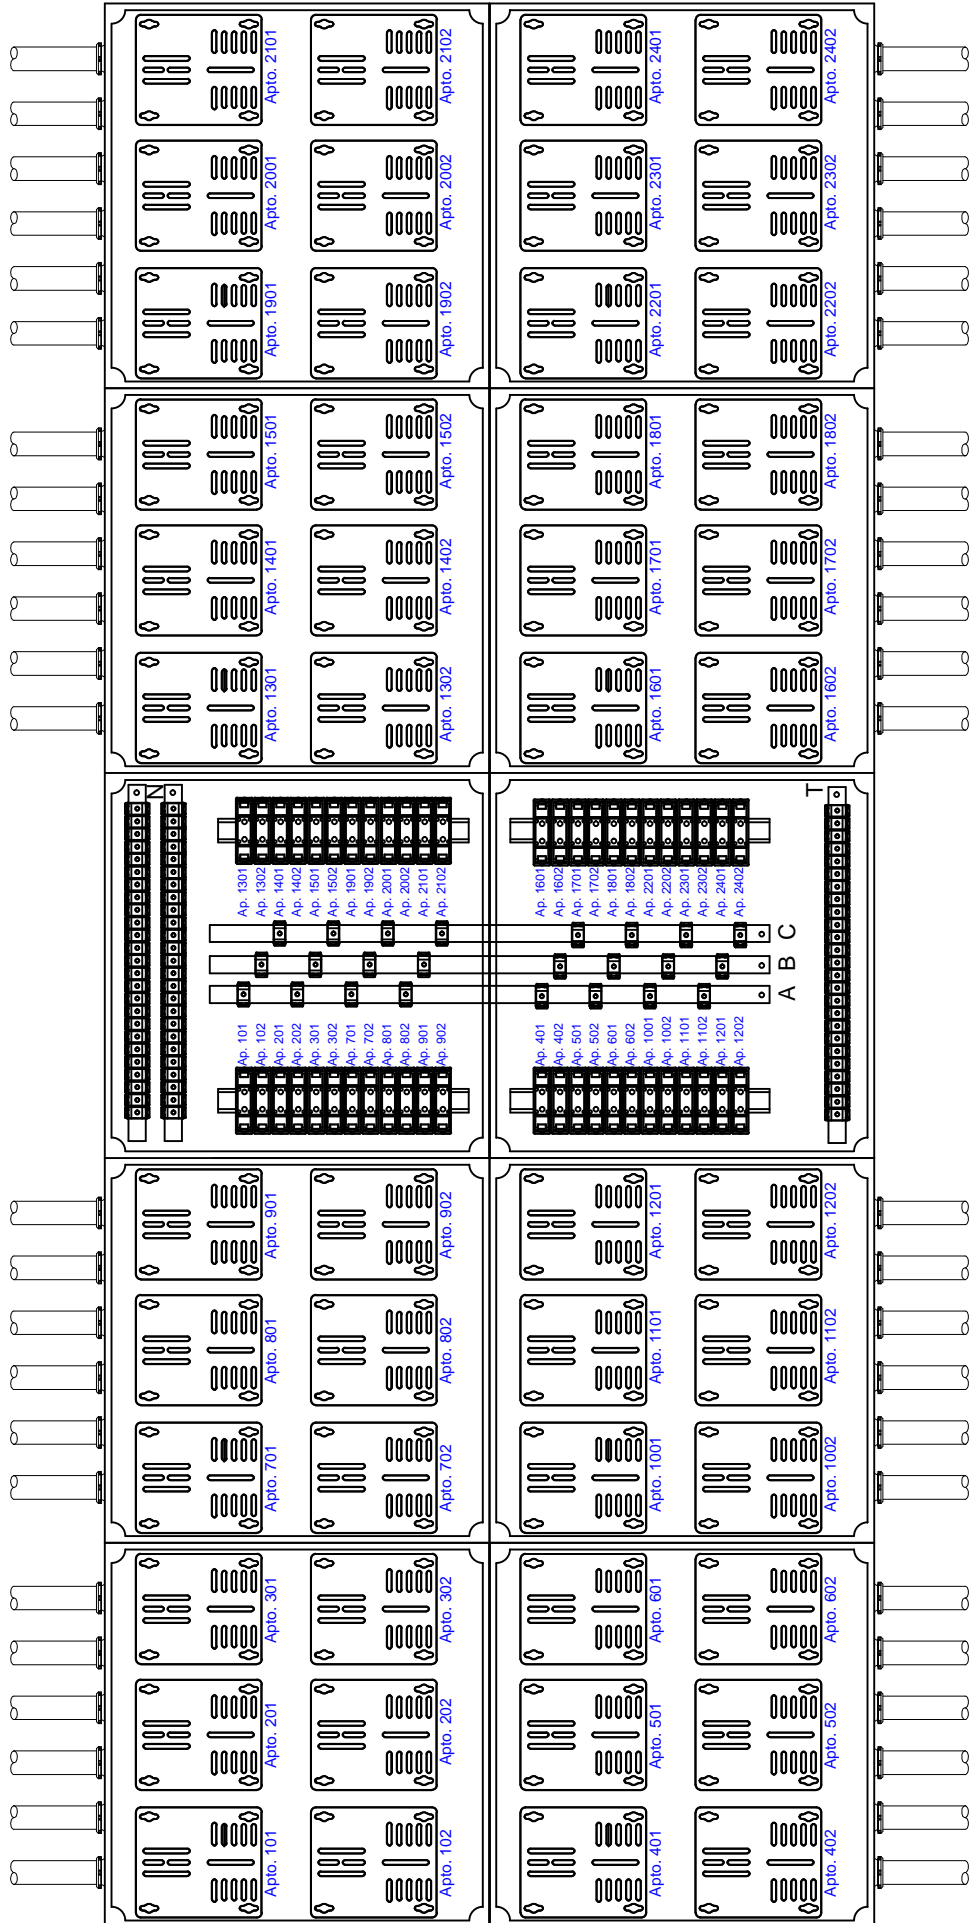 Apto. 2101
Apto. 2102
Apto. 2401
Apto. 2402
Apto. 2001
Apto. 2002
Apto. 2301
Apto. 2302
Apto. 1901
Apto. 1902
Apto. 2201
Apto. 2202
Apto. 1501
Apto. 1502
Apto. 1801
Apto. 1802
Apto. 1401
Apto. 1402
Apto. 1701
Apto. 1702
Apto. 1301
Apto. 1302
Apto. 1601
Apto. 1602
N
T
Ap. 1301
Ap. 1302
Ap. 1401
Ap. 1402
Ap. 1501
Ap. 1502
Ap. 1901
Ap. 1902
Ap. 2001
Ap. 2002
Ap. 2101
Ap. 2102
Ap. 1601
Ap. 1602
Ap. 1701
Ap. 1702
Ap. 1801
Ap. 1802
Ap. 2201
Ap. 2202
Ap. 2301
Ap. 2302
Ap. 2401
Ap. 2402
C
B
A
Ap. 101
Ap. 102
Ap. 201
Ap. 202
Ap. 301
Ap. 302
Ap. 701
Ap. 702
Ap. 801
Ap. 802
Ap. 901
Ap. 902
Ap. 401
Ap. 402
Ap. 501
Ap. 502
Ap. 601
Ap. 602
Ap. 1001
Ap. 1002
Ap. 1101
Ap. 1102
Ap. 1201
Ap. 1202
Apto. 901
Apto. 902
Apto. 1201
Apto. 1202
Apto. 801
Apto. 802
Apto. 1101
Apto. 1102
Apto. 701
Apto. 702
Apto. 1001
Apto. 1002
Apto. 301
Apto. 302
Apto. 601
Apto. 602
Apto. 201
Apto. 202
Apto. 501
Apto. 502
Apto. 101
Apto. 102
Apto. 401
Apto. 402